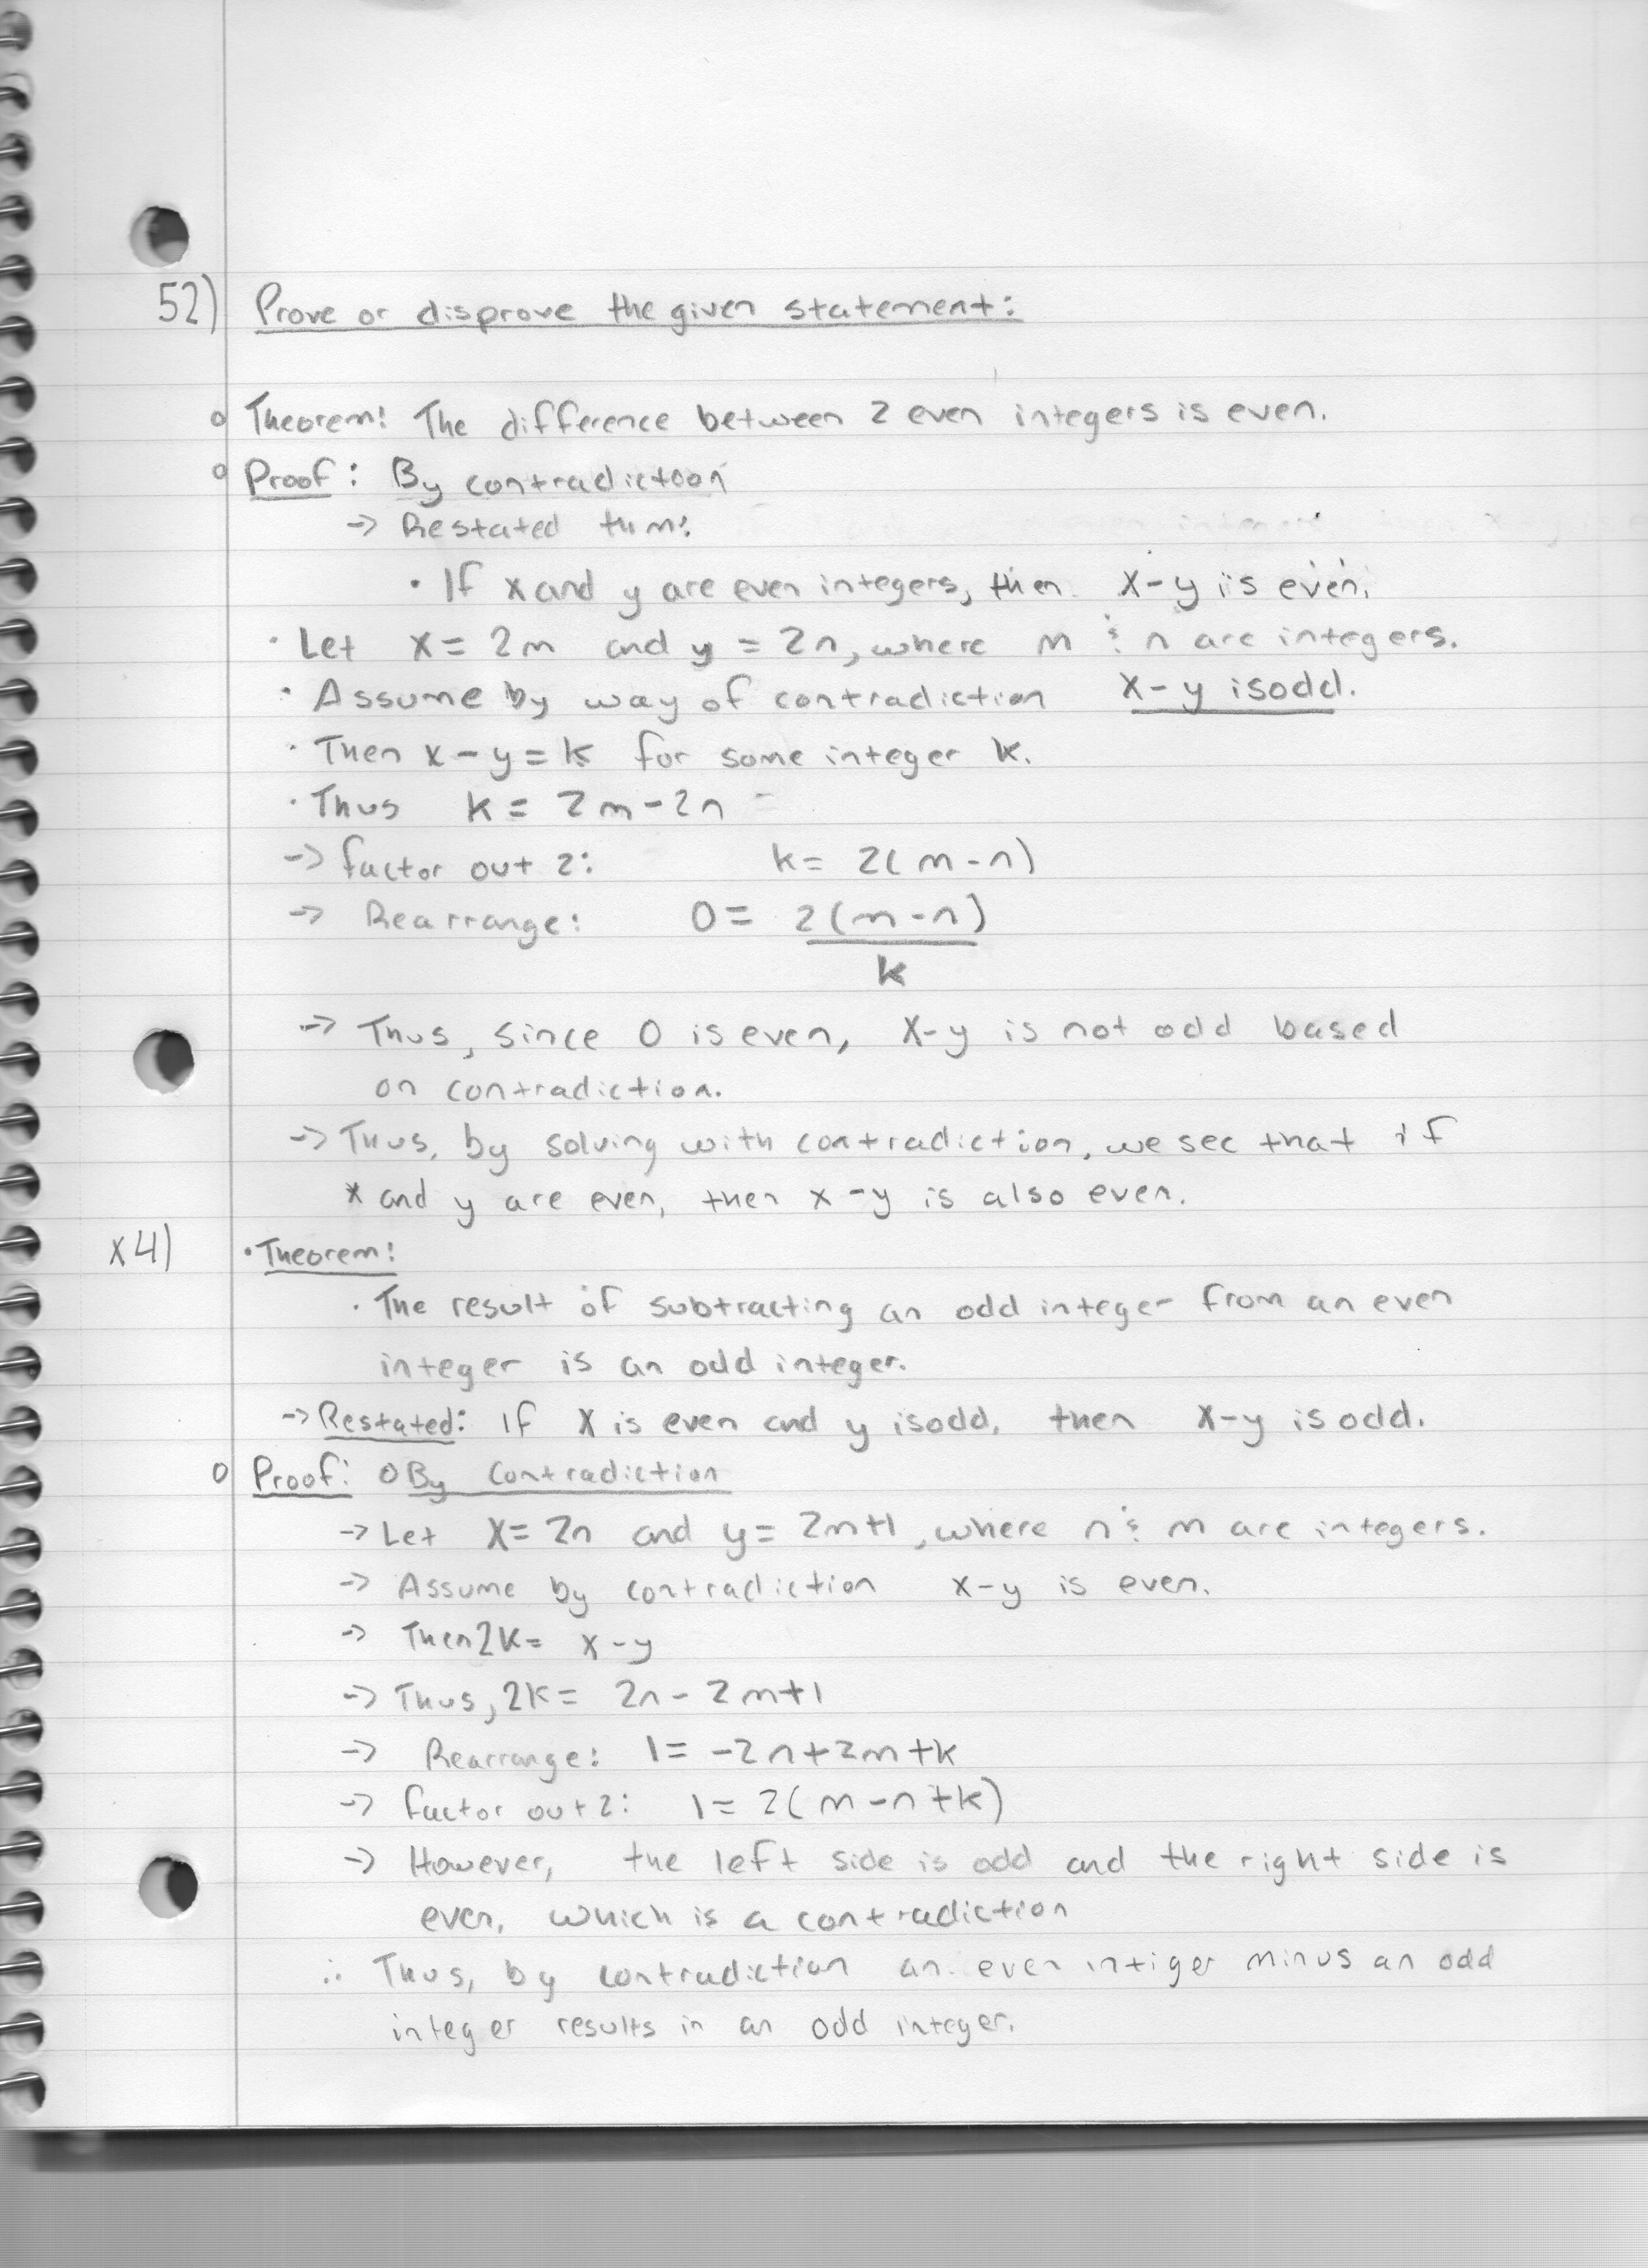 52) Prove or disprove the given statement:
o Theorem: The difference between 2 even integers is even.
o Proof: By contradictoon
-> Restated thm:
• If x and y are even integers, then x-y is even.
• Let x = 2m and y = 2n, where m & n are integers.
• Assume by way of contradiction x-y is odd.
• Then x-y = k for some integer k.
• Thus k = 2m-2n
-> factor out 2: k = 2(m-n)
-> Rearrange: 0 = 2(m-n)
k
-> Thus, since 0 is even, x-y is not odd based
on contradiction.
-> Thus, by solving with contradiction, we see that if
x and y are even, then x-y is also even.
x4) • Theorem:
• The result of subtracting an odd integer from an even
integer is an odd integer.
-> Restated: If x is even and y is odd, then x-y is odd.
o Proof: o By contradiction
-> Let x = 2n and y = 2m+1, where n & m are integers.
-> Assume by contradiction x-y is even.
-> Then 2k = x-y
-> Thus, 2k = 2n-2m+1
-> Rearrange: 1 = -2n+2m+k
-> factor out 2: 1 = 2(m-n+k)
-> However, the left side is odd and the right side is
even, which is a contradiction
∴ Thus, by contradiction an even intiger minus an odd
integer results in an odd integer.